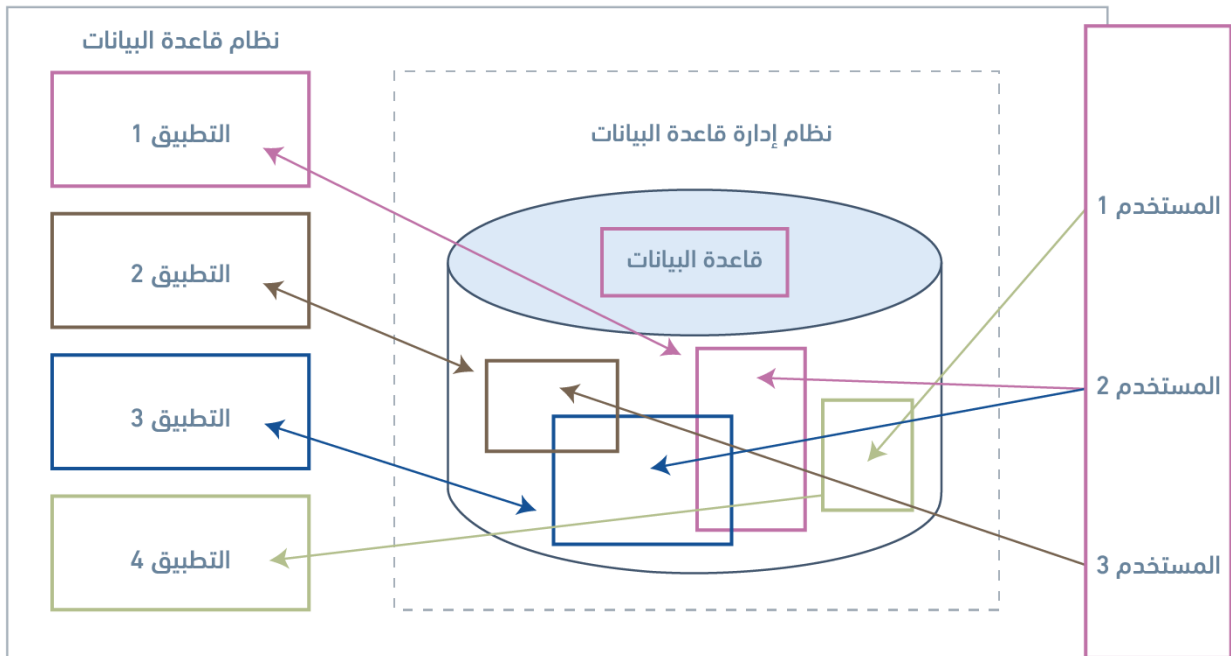 نظام قاعدة البيانات
التطبيق 1
التطبيق 2
التطبيق 3
التطبيق 4
نظام إدارة قاعدة البيانات
قاعدة البيانات
المستخدم 1
المستخدم 2
المستخدم 3